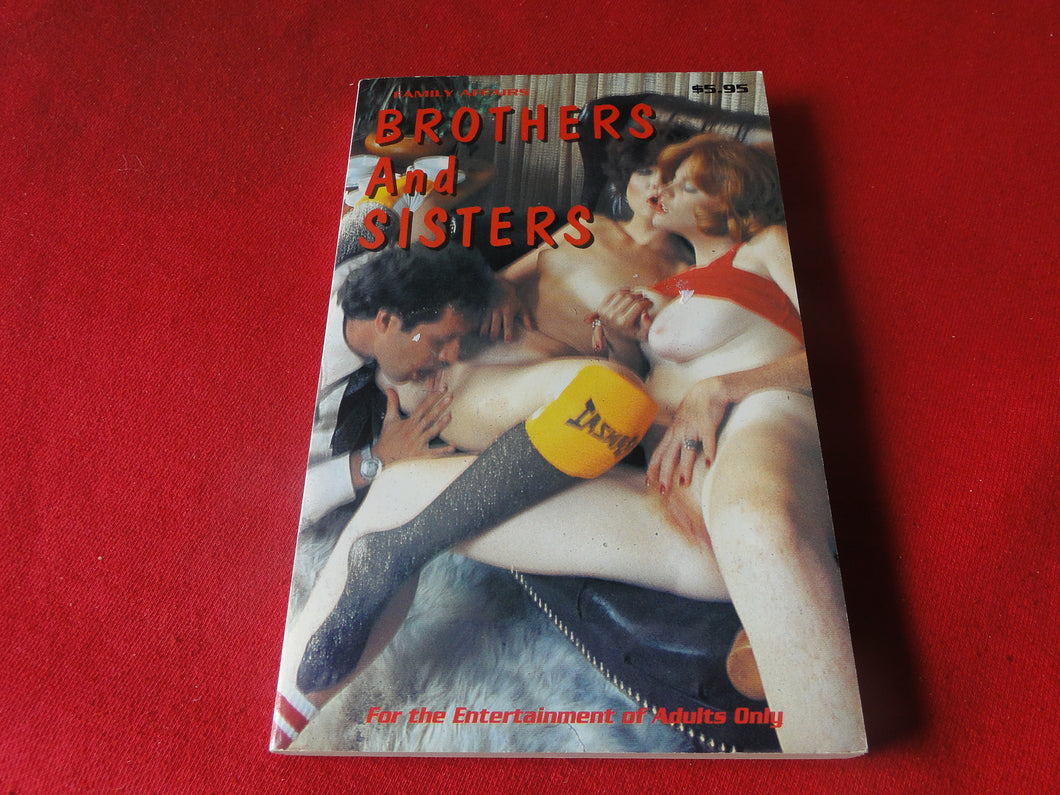 FAMILY AFFAIRS
$5.95
BROTHERS
And
SISTERS
For the Entertainment of Adults Only